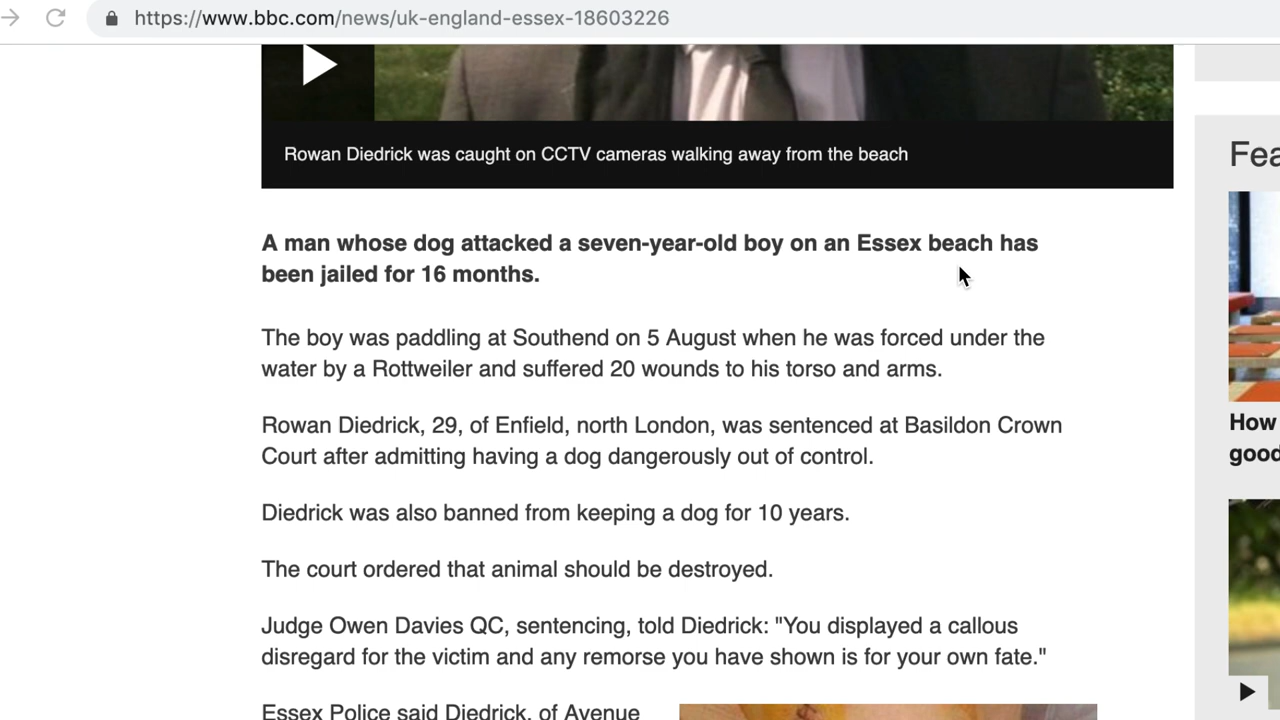 https://www.bbc.com/news/uk-england-essex-18603226
Rowan Diedrick was caught on CCTV cameras walking away from the beach
Fea
A man whose dog attacked a seven-year-old boy on an Essex beach has
been jailed for 16 months.
The boy was paddling at Southend on 5 August when he was forced under the
water by a Rottweiler and suffered 20 wounds to his torso and arms.
Rowan Diedrick, 29, of Enfield, north London, was sentenced at Basildon Crown
Court after admitting having a dog dangerously out of control.
Diedrick was also banned from keeping a dog for 10 years.
The court ordered that animal should be destroyed.
Judge Owen Davies QC, sentencing, told Diedrick: "You displayed a callous
disregard for the victim and any remorse you have shown is for your own fate."
Essex Police said Diedrick, of Avenue
How
good